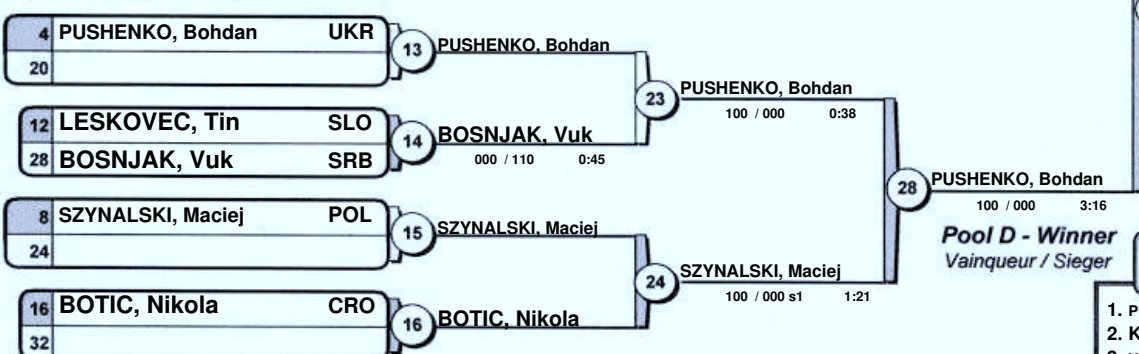 4 PUSHENKO, Bohdan UKR
20
13 PUSHENKO, Bohdan
12 LESKOVEC, Tin SLO
28 BOSNJAK, Vuk SRB
14 BOSNJAK, Vuk
000 / 110 0:45
23 PUSHENKO, Bohdan
100 / 000 0:38
8 SZYNALSKI, Maciej POL
24
15 SZYNALSKI, Maciej
16 BOTIC, Nikola CRO
32
16 BOTIC, Nikola
24 SZYNALSKI, Maciej
100 / 000 s1 1:21
28 PUSHENKO, Bohdan
100 / 000 3:16
Pool D - Winner
Vainqueur / Sieger
1. P
2. K